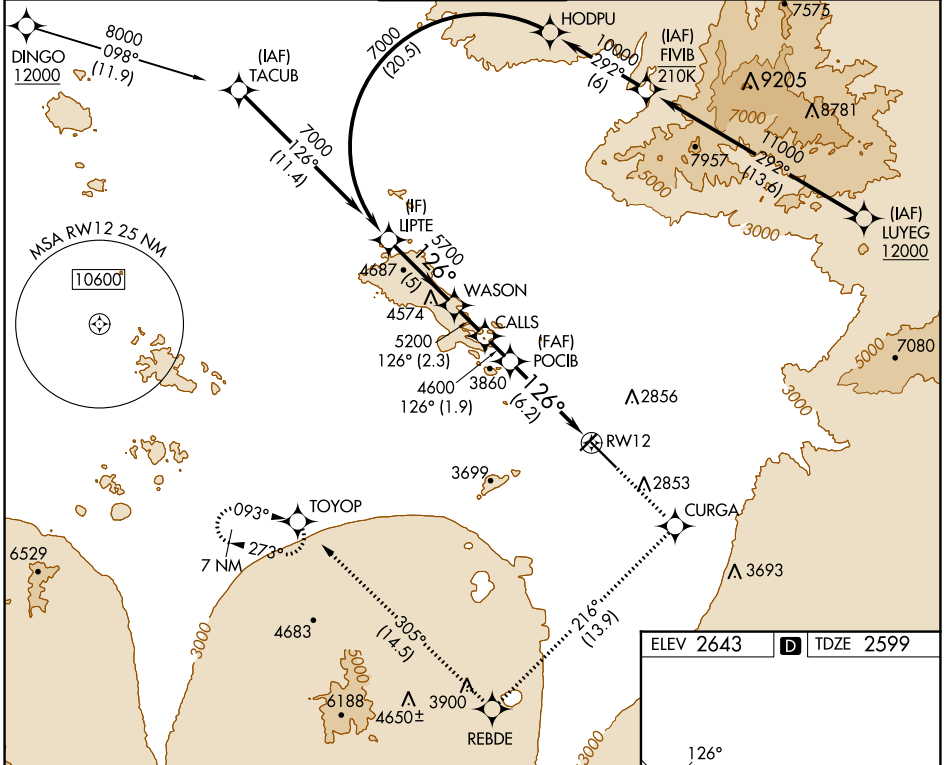 DINGO
12000
8000
098°
(11.9)
(IAF)
TACUB
7000
126°
(11.4)
7000
(20.5)
HODPU
10000
292°
(6)
(IAF)
FIVIB
210K
7575
9205
8781
7000
7957
11000
292°
(13.6)
5000
3000
(IAF)
LUYEG
12000
(IF)
LIPTE
5700
126°
(5)
4687
4574
WASON
CALLS
5200
126° (2.3)
(FAF)
POCIB
4600
126° (1.9)
3860
126°
(6.2)
MSA RW12 25 NM
10600
7080
5000
3000
2856
RW12
2853
3699
CURGA
3693
093°
TOYOP
273°
7 NM
6529
3000
4683
305°
(14.5)
216°
(13.9)
5000
6188
4650±
3900
REBDE
3000
ELEV 2643
D
TDZE 2599
126°